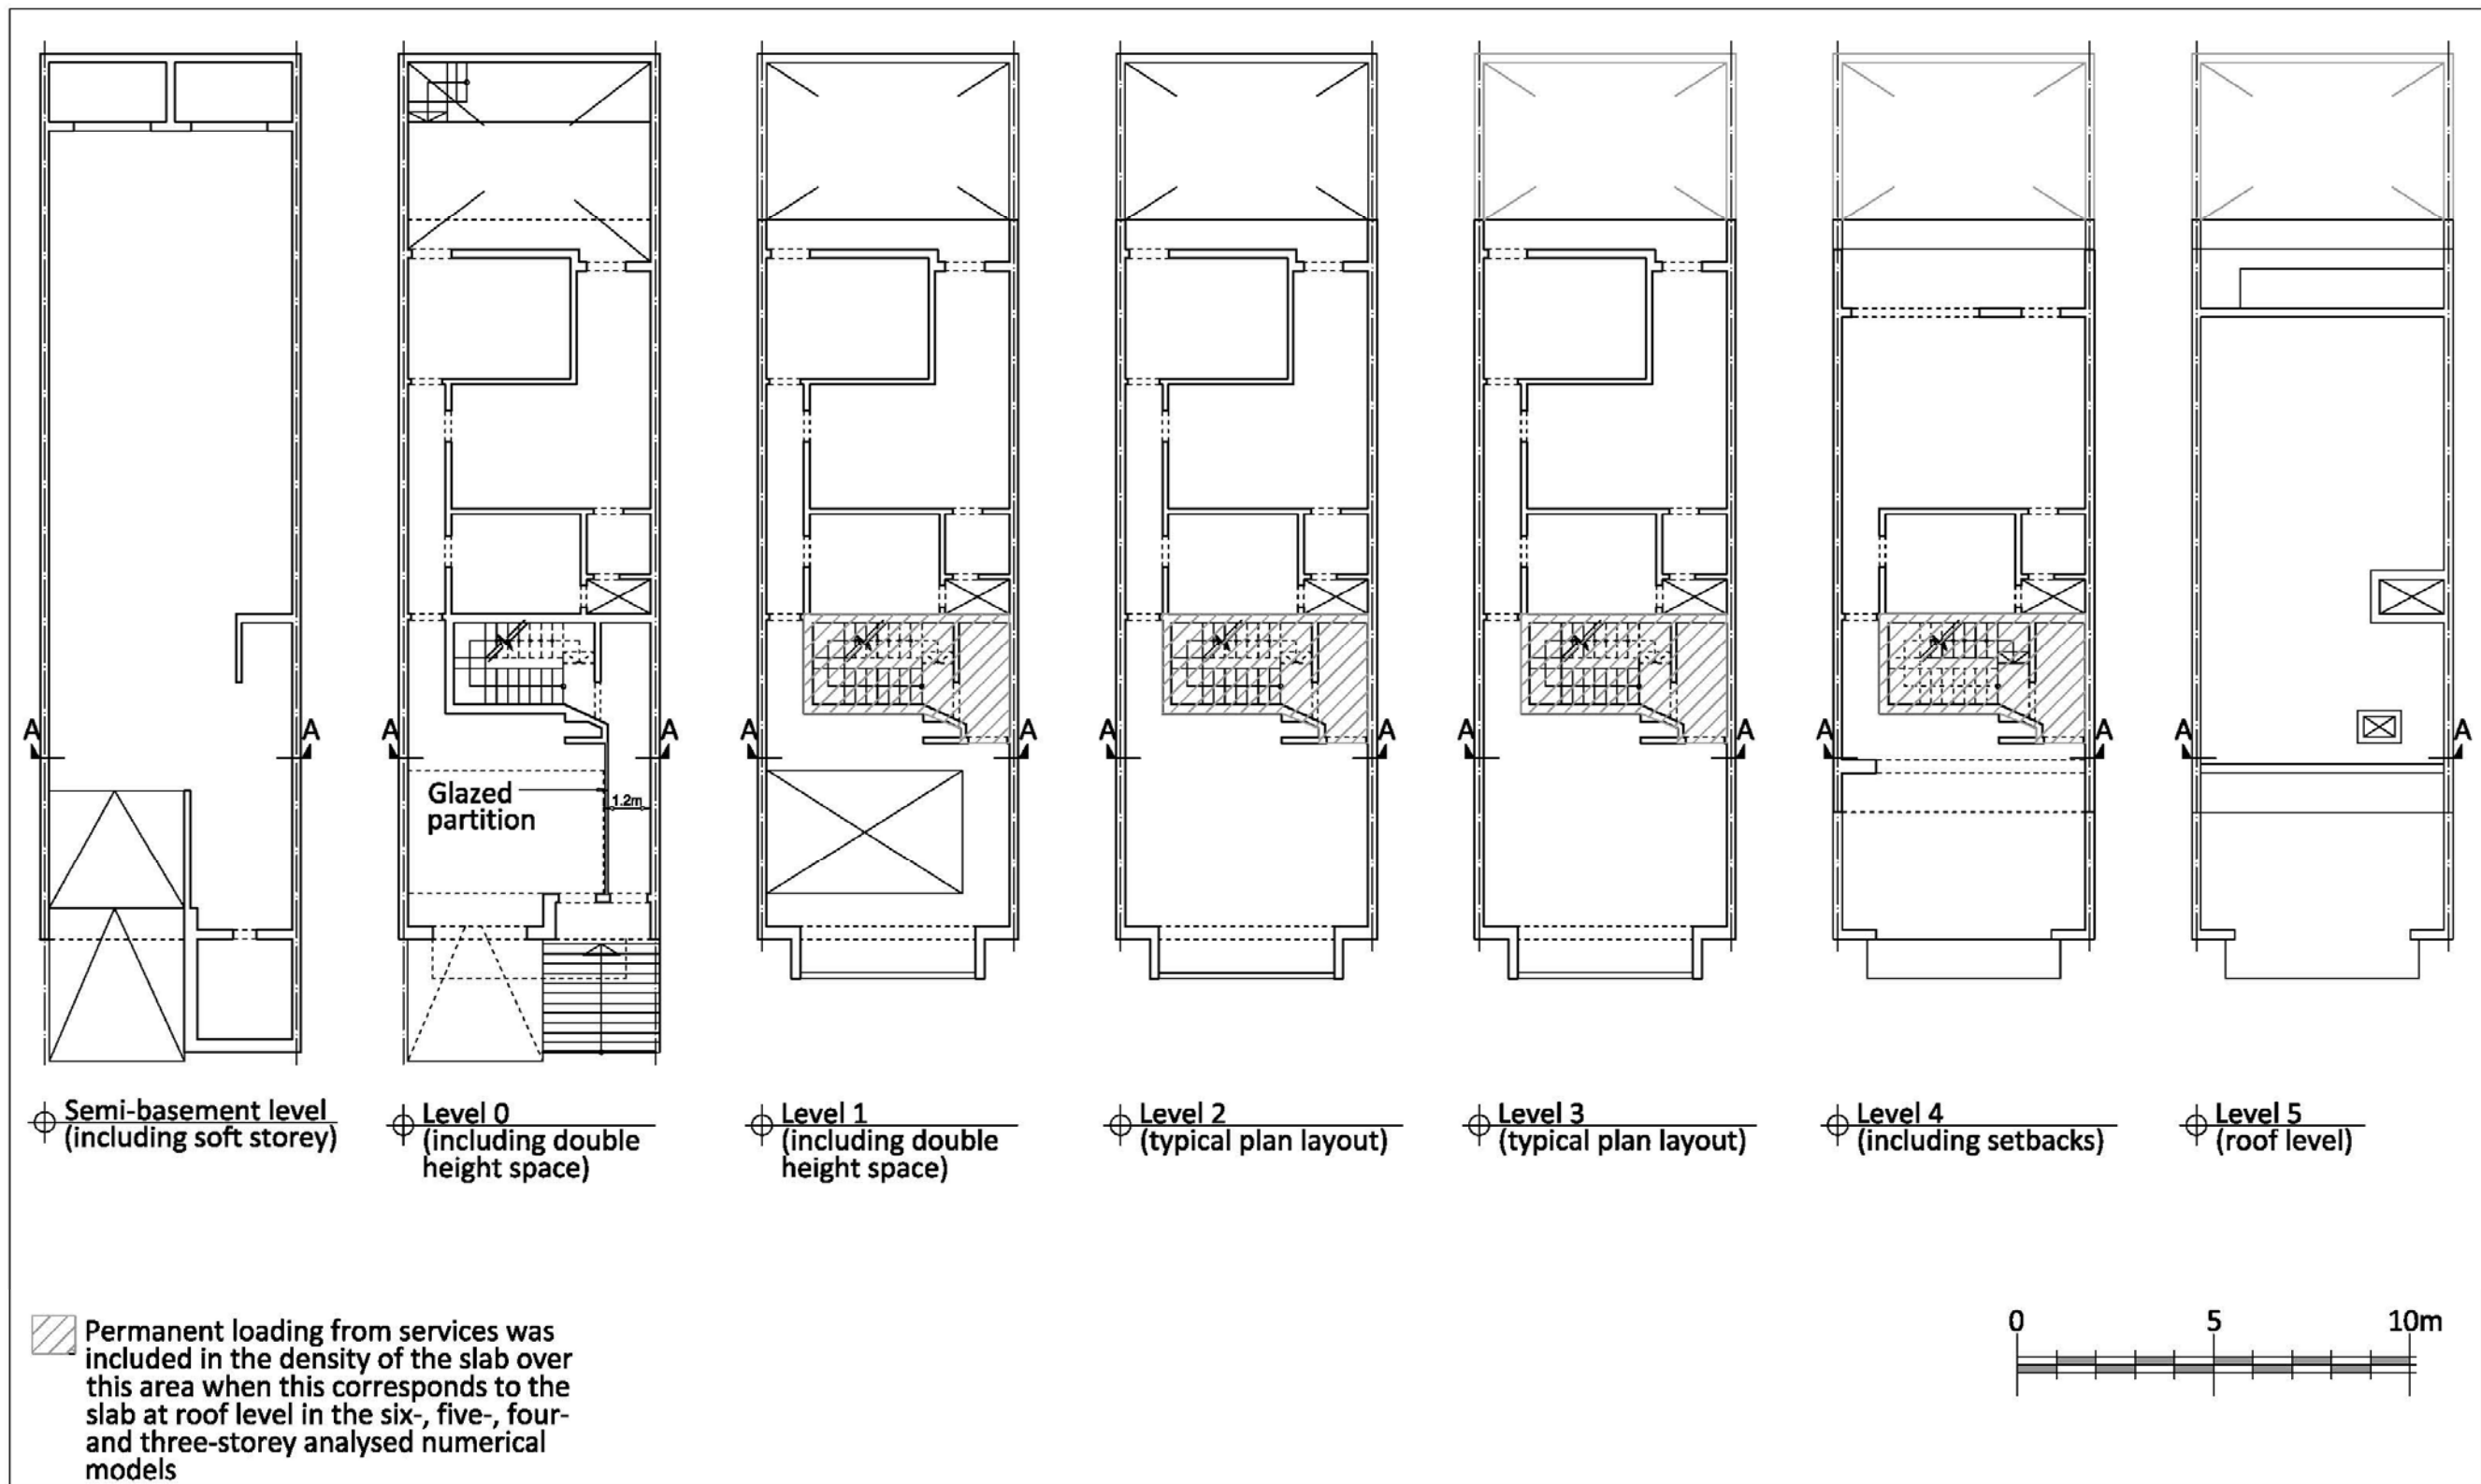 A A A A A A A A A A A A A A
Glazed
partition
1.2m
Semi-basement level
(including soft storey)
Level 0
(including double
height space)
Level 1
(including double
height space)
Level 2
(typical plan layout)
Level 3
(typical plan layout)
Level 4
(including setbacks)
Level 5
(roof level)
Permanent loading from services was
included in the density of the slab over
this area when this corresponds to the
slab at roof level in the six-, five-, four-
and three-storey analysed numerical
models
0 5 10m